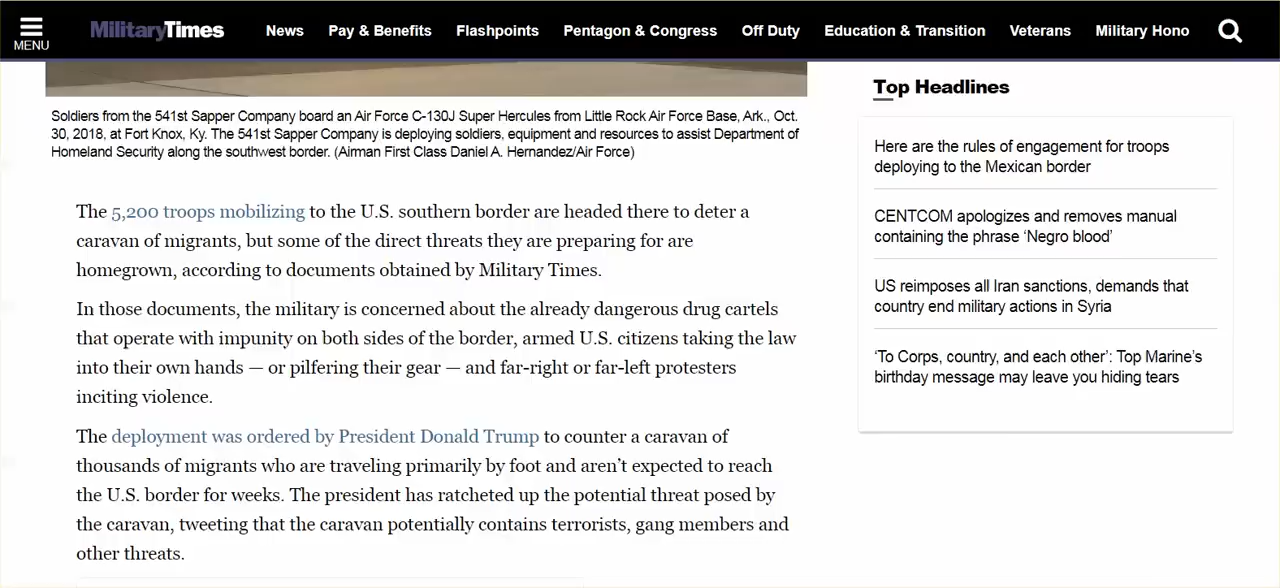 MENU
MilitaryTimes
News
Pay & Benefits
Flashpoints
Pentagon & Congress
Off Duty
Education & Transition
Veterans
Military Hono
Soldiers from the 541st Sapper Company board an Air Force C-130J Super Hercules from Little Rock Air Force Base, Ark., Oct.
30, 2018, at Fort Knox, Ky. The 541st Sapper Company is deploying soldiers, equipment and resources to assist Department of
Homeland Security along the southwest border. (Airman First Class Daniel A. Hernandez/Air Force)
The 5,200 troops mobilizing to the U.S. southern border are headed there to deter a
caravan of migrants, but some of the direct threats they are preparing for are
homegrown, according to documents obtained by Military Times.
In those documents, the military is concerned about the already dangerous drug cartels
that operate with impunity on both sides of the border, armed U.S. citizens taking the law
into their own hands — or pilfering their gear — and far-right or far-left protesters
inciting violence.
The deployment was ordered by President Donald Trump to counter a caravan of
thousands of migrants who are traveling primarily by foot and aren’t expected to reach
the U.S. border for weeks. The president has ratcheted up the potential threat posed by
the caravan, tweeting that the caravan potentially contains terrorists, gang members and
other threats.
Top Headlines
Here are the rules of engagement for troops
deploying to the Mexican border
CENTCOM apologizes and removes manual
containing the phrase ‘Negro blood’
US reimposes all Iran sanctions, demands that
country end military actions in Syria
‘To Corps, country, and each other’: Top Marine’s
birthday message may leave you hiding tears